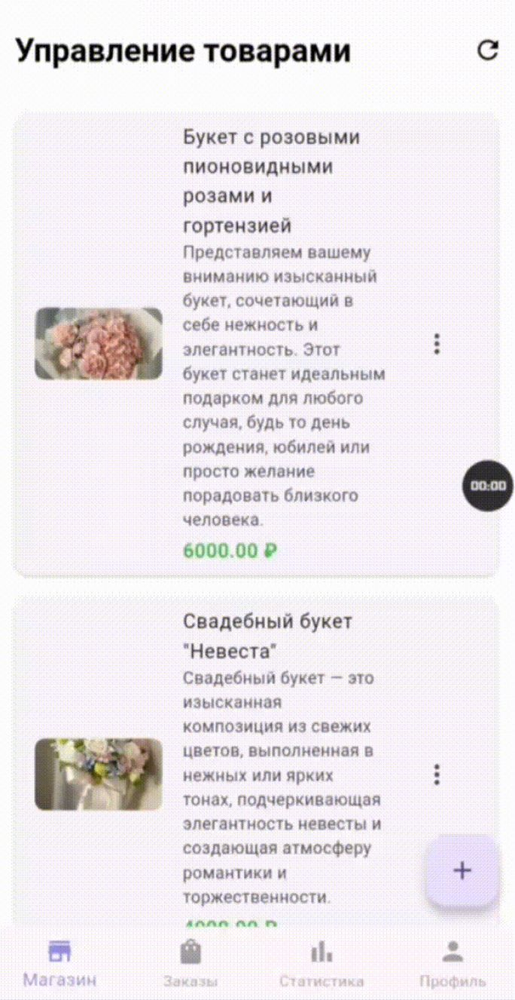 Управление товарами
Букет с розовыми
пионовидными
розами и
гортензией
Представляем вашему
вниманию изысканный
букет, сочетающий в
себе нежность и
элегантность. Этот
букет станет идеальным
подарком для любого
случая, будь то день
рождения, юбилей или
просто желание
порадовать близкого
человека.
6000.00 ₽
00:00
Свадебный букет
"Невеста"
Свадебный букет — это
изысканная
композиция из свежих
цветов, выполненная в
нежных или ярких
тонах, подчеркивающая
элегантность невесты и
создающая атмосферу
романтики и
торжественности.
Магазин
Заказы
Статистика
Профиль